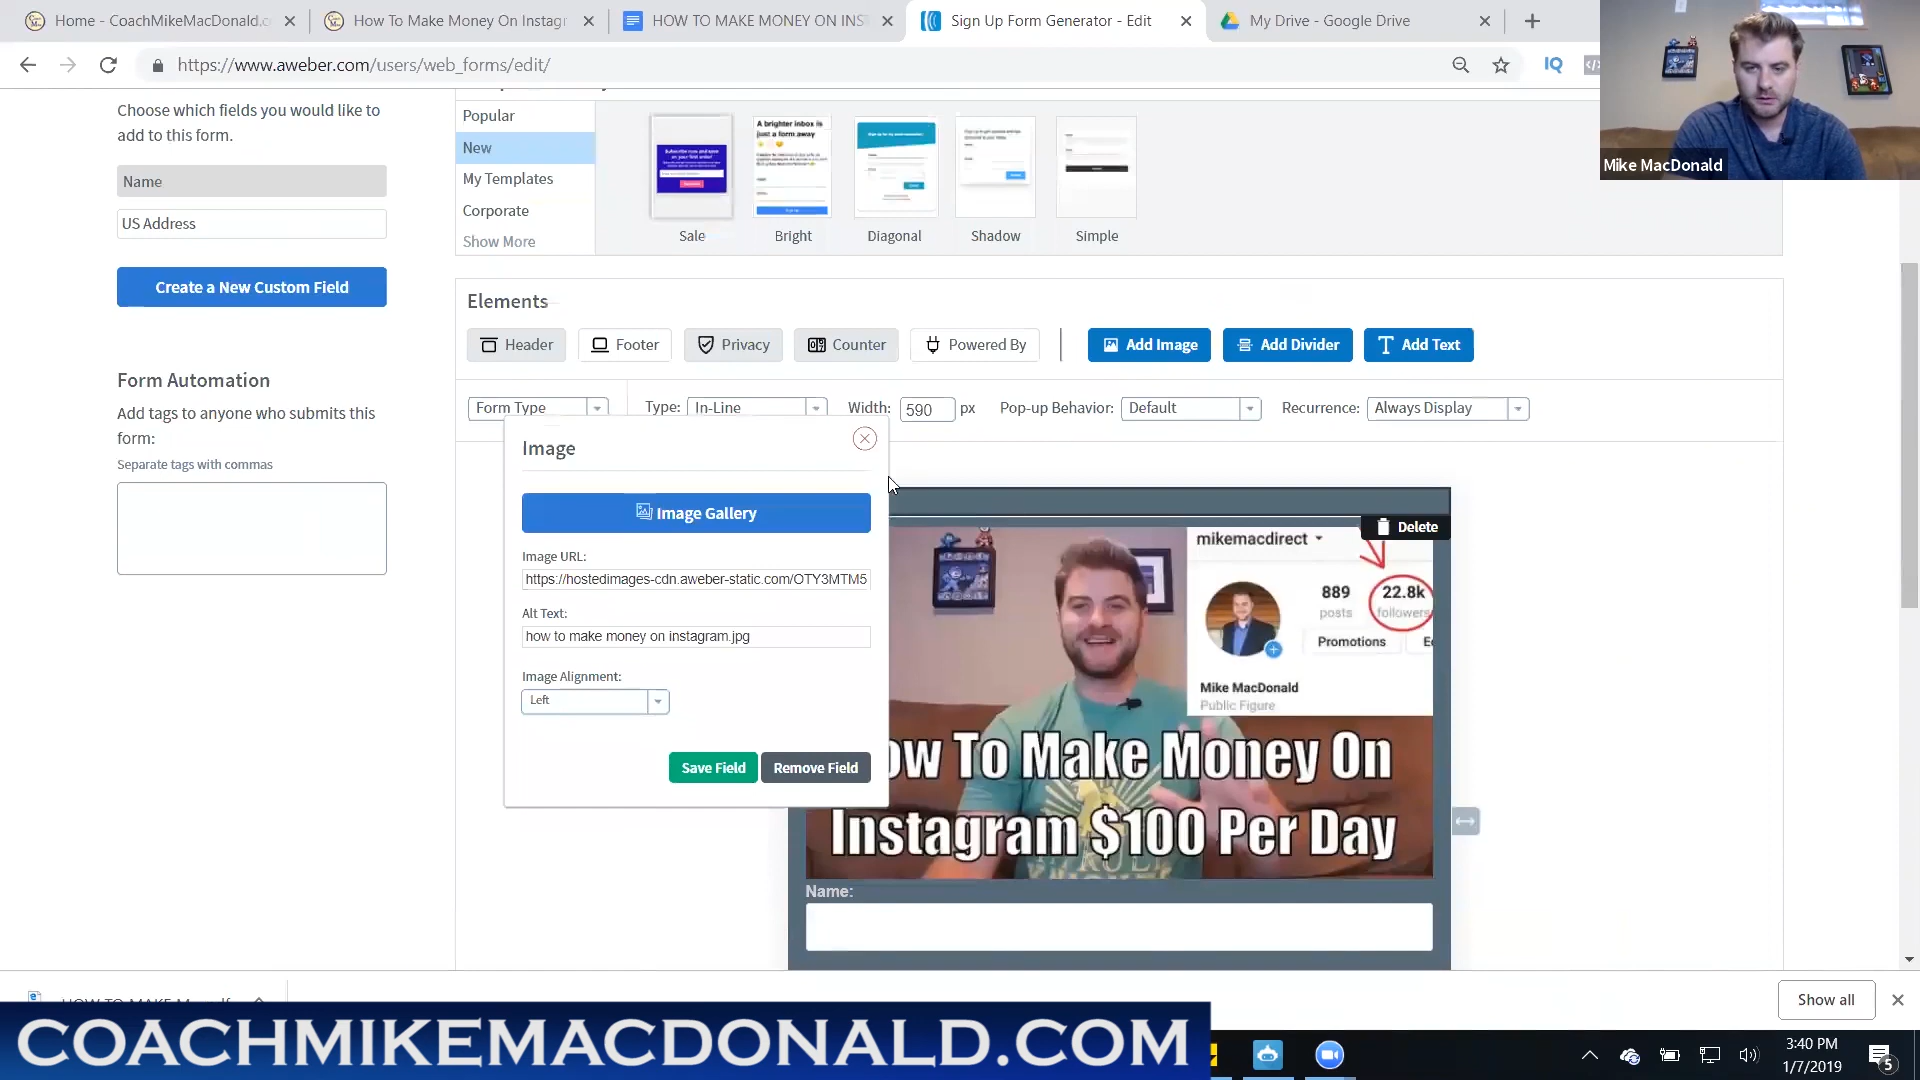 Home - CoachMikeMacDonald.c
How To Make Money On Instagr
HOW TO MAKE MONEY ON INS
Sign Up Form Generator - Edit
My Drive - Google Drive
https://www.aweber.com/users/web_forms/edit/
IQ
Mike MacDonald
Choose which fields you would like to
add to this form.
Name
US Address
Create a New Custom Field
Form Automation
Add tags to anyone who submits this
form:
Separate tags with commas
Popular
New
My Templates
Corporate
Show More
A brighter inbox is
just a form away
Sale
Bright
Diagonal
Shadow
Simple
Elements
Header
Footer
Privacy
Counter
Powered By
Add Image
Add Divider
Add Text
Form Type
Type:
In-Line
Width:
590
px
Pop-up Behavior:
Default
Recurrence:
Always Display
Image
Image Gallery
Image URL:
https://hostedimages-cdn.aweber-static.com/OTY3MTM5
Alt Text:
how to make money on instagram.jpg
Image Alignment:
Left
Save Field
Remove Field
Delete
mikemacdirect
889
posts
22.8k
followers
Promotions
Mike MacDonald
Public Figure
ow To Make Money On
Instagram $100 Per Day
Name:
Show all
COACHMIKEMACDONALD.COM
3:40 PM
1/7/2019
5